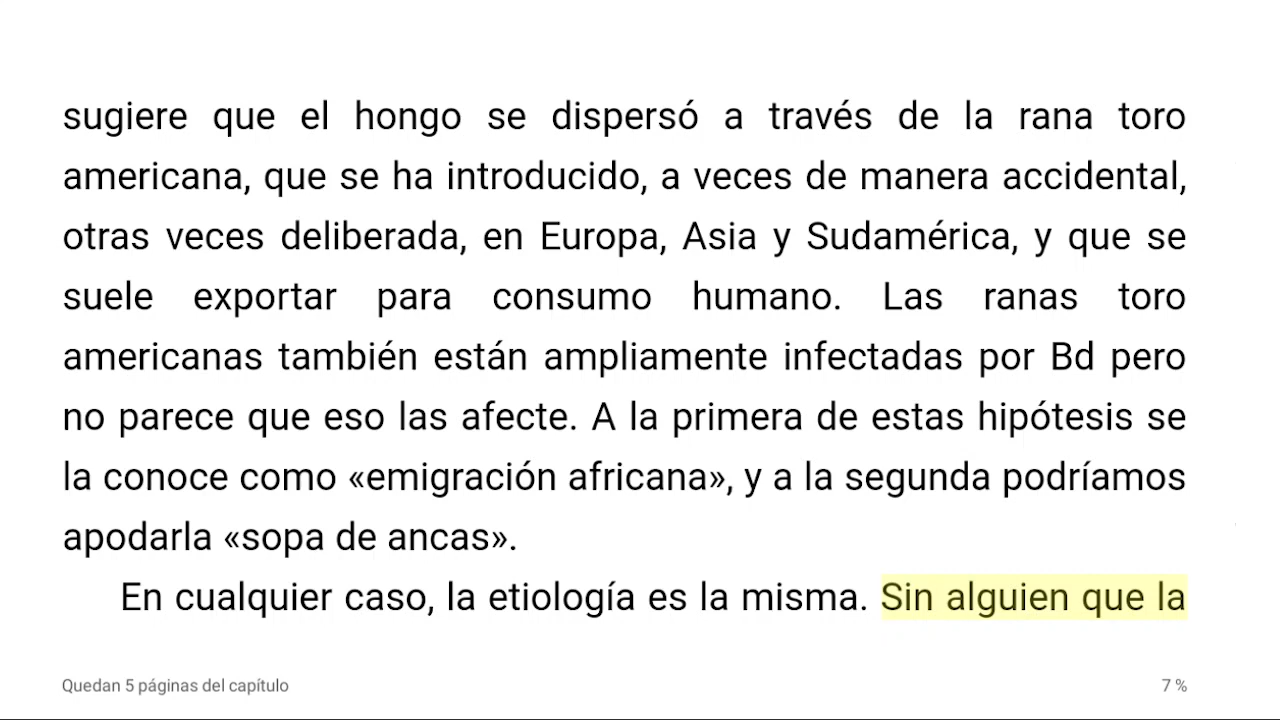 sugiere que el hongo se dispersó a través de la rana toro
americana, que se ha introducido, a veces de manera accidental,
otras veces deliberada, en Europa, Asia y Sudamérica, y que se
suele exportar para consumo humano. Las ranas toro
americanas también están ampliamente infectadas por Bd pero
no parece que eso las afecte. A la primera de estas hipótesis se
la conoce como «emigración africana», y a la segunda podríamos
apodarla «sopa de ancas».
En cualquier caso, la etiología es la misma. Sin alguien que la
Quedan 5 páginas del capítulo
7 %